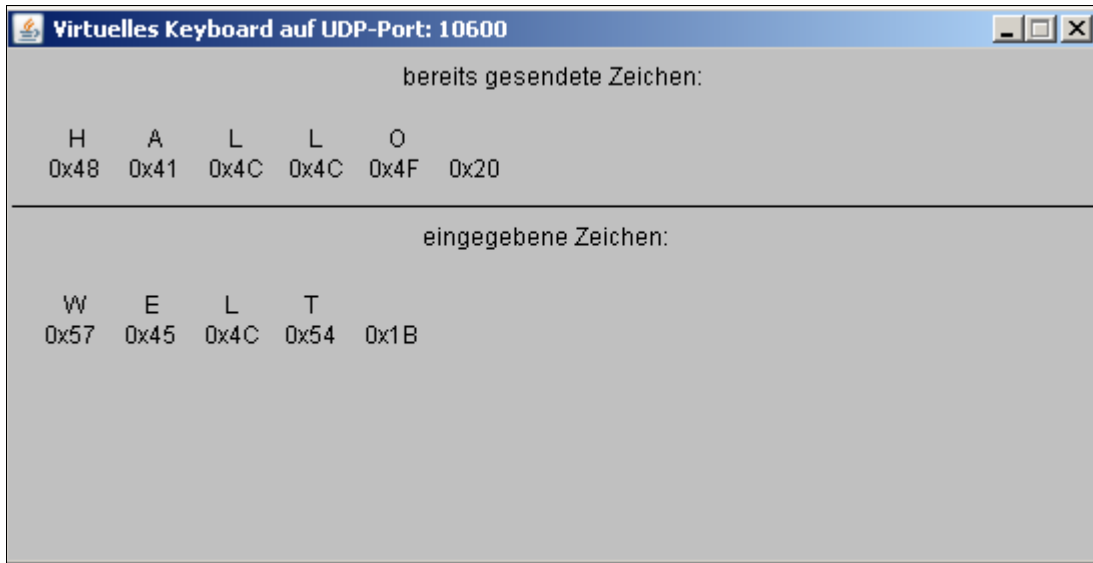 Virtuelles Keyboard auf UDP-Port: 10600
bereits gesendete Zeichen:
H A L L O
0x48 0x41 0x4C 0x4C 0x4F 0x20
eingegebene Zeichen:
W E L T
0x57 0x45 0x4C 0x54 0x1B